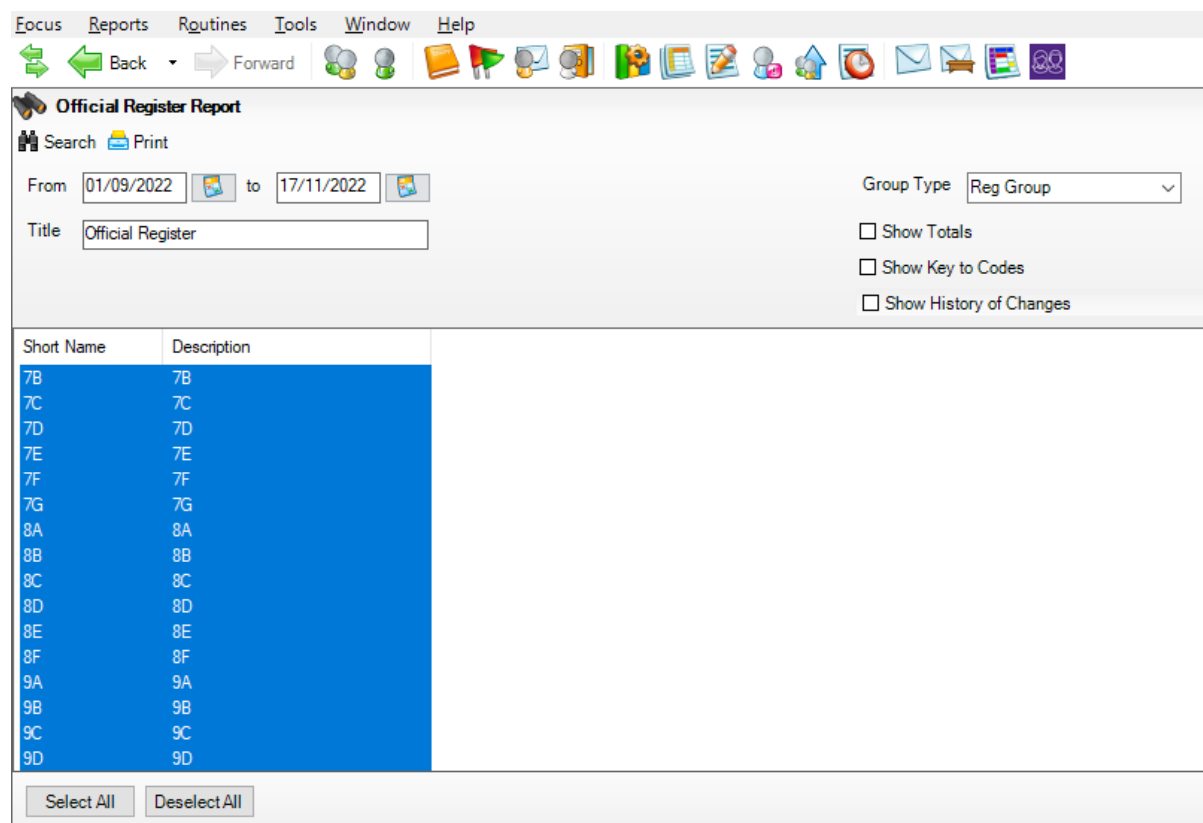 Focus Reports Routines Tools Window Help
Back Forward
Official Register Report
Search Print
From 01/09/2022 to 17/11/2022 Group Type Reg Group
Title Official Register Show Totals
Show Key to Codes
Show History of Changes
Short Name Description
7B 7B
7C 7C
7D 7D
7E 7E
7F 7F
7G 7G
8A 8A
8B 8B
8C 8C
8D 8D
8E 8E
8F 8F
9A 9A
9B 9B
9C 9C
9D 9D
Select All Deselect All